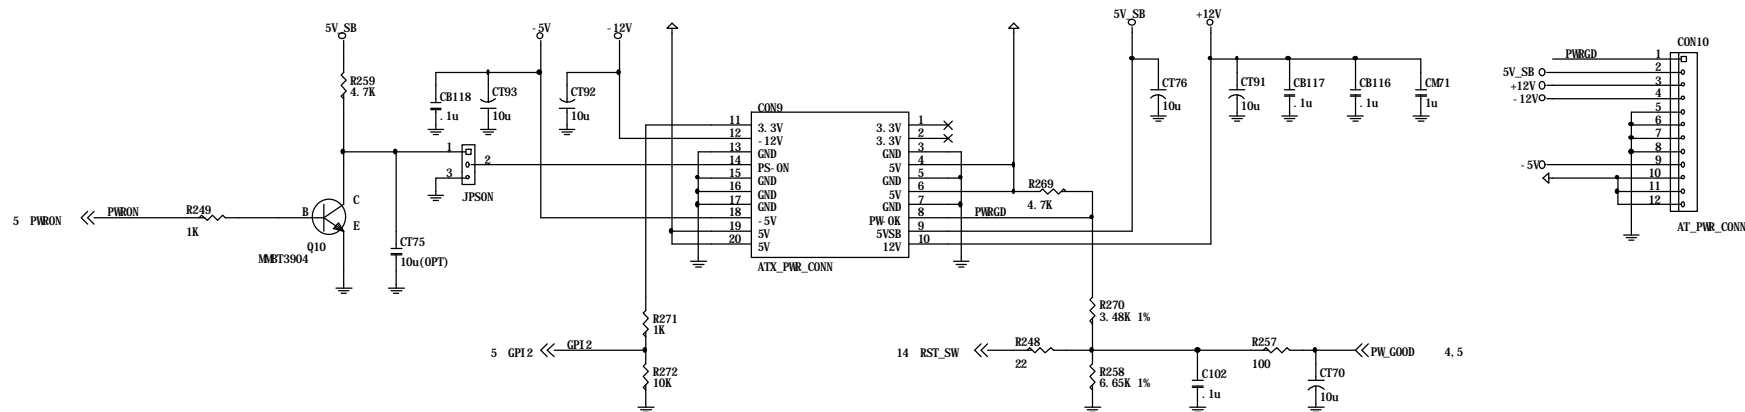 5V_SB
-5V
-12V
5V_SB
+12V
R259
4.7K
CB118
.1u
CT93
10u
CT92
10u
CT76
10u
CT91
10u
CB117
.1u
CB116
.1u
CM71
1u
CON10
PWRGD
5V_SB
+12V
-12V
-5V
1
2
3
4
5
6
7
8
9
10
11
12
AT_PWR_CONN
CON9
11
12
13
14
15
16
17
18
19
20
3.3V
-12V
GND
PS-ON
GND
GND
GND
-5V
5V
5V
3.3V
3.3V
GND
5V
GND
5V
GND
PW-OK
5VSB
12V
1
2
3
4
5
6
7
8
9
10
ATX_PWR_CONN
PWRGD
R269
4.7K
1
2
3
JPSON
5 PWRON
PWRON
R249
1K
B
C
E
Q10
MMBT3904
CT75
10u(OPT)
R271
1K
5 GPI2
GPI2
R272
10K
R270
3.48K 1%
14 RST_SW
R248
22
R257
100
PW_GOOD 4,5
R258
6.65K 1%
C102
.1u
CT70
10u